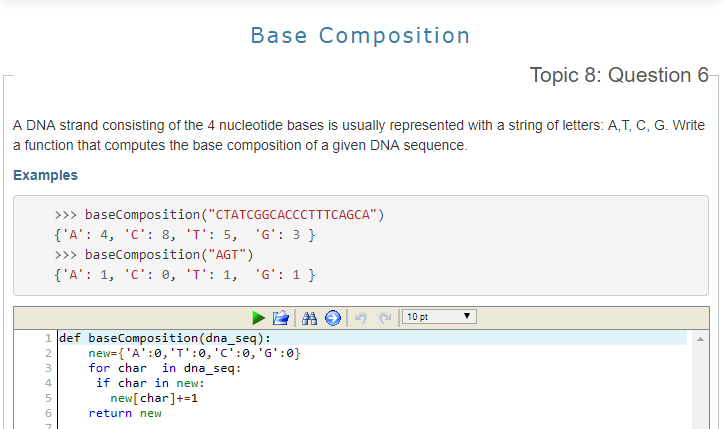 Base Composition
Topic 8: Question 6
A DNA strand consisting of the 4 nucleotide bases is usually represented with a string of letters: A,T, C, G. Write
a function that computes the base composition of a given DNA sequence.
Examples
>>> baseComposition("CTATCGGCACCCTTTCAGCA")
{'A': 4, 'C': 8, 'T': 5,  'G': 3 }
>>> baseComposition("AGT")
{'A': 1, 'C': 0, 'T': 1,  'G': 1 }
10 pt
1 def baseComposition(dna_seq):
2     new={'A':0,'T':0,'C':0,'G':0}
3     for char  in dna_seq:
4      if char in new:
5        new[char]+=1
6     return new
7